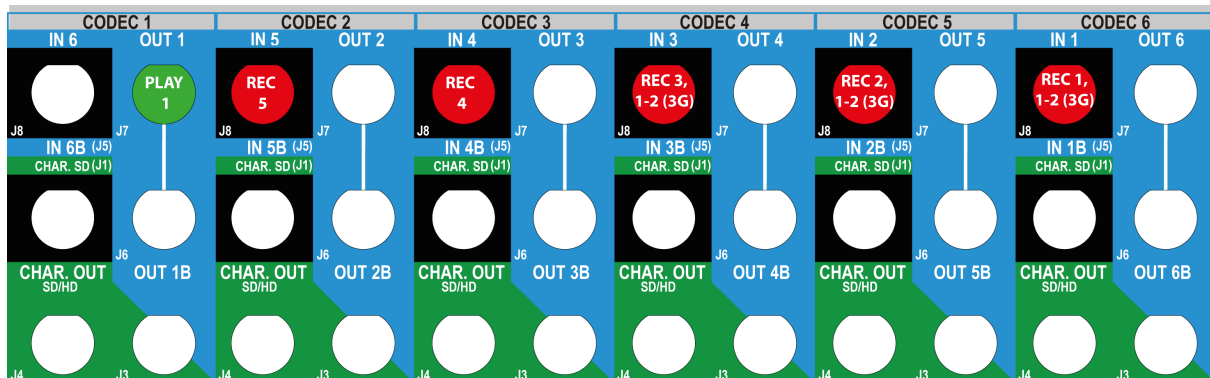 CODEC 1 CODEC 2 CODEC 3 CODEC 4 CODEC 5 CODEC 6
IN 6 OUT 1 IN 5 OUT 2 IN 4 OUT 3 IN 3 OUT 4 IN 2 OUT 5 IN 1 OUT 6
PLAY REC REC REC 3, REC 2, REC 1,
1 5 4 1-2 (3G) 1-2 (3G) 1-2 (3G)
J8 J7 J8 J7 J8 J7 J8 J7 J8 J7 J8 J7
IN 6B (J5) IN 5B (J5) IN 4B (J5) IN 3B (J5) IN 2B (J5) IN 1B (J5)
CHAR. SD (J1) CHAR. SD (J1) CHAR. SD (J1) CHAR. SD (J1) CHAR. SD (J1) CHAR. SD (J1)
J6 J6 J6 J6 J6 J6
CHAR. OUT OUT 1B CHAR. OUT OUT 2B CHAR. OUT OUT 3B CHAR. OUT OUT 4B CHAR. OUT OUT 5B CHAR. OUT OUT 6B
SD/HD SD/HD SD/HD SD/HD SD/HD SD/HD
J4 J3 J4 J3 J4 J3 J4 J3 J4 J3 J4 J3